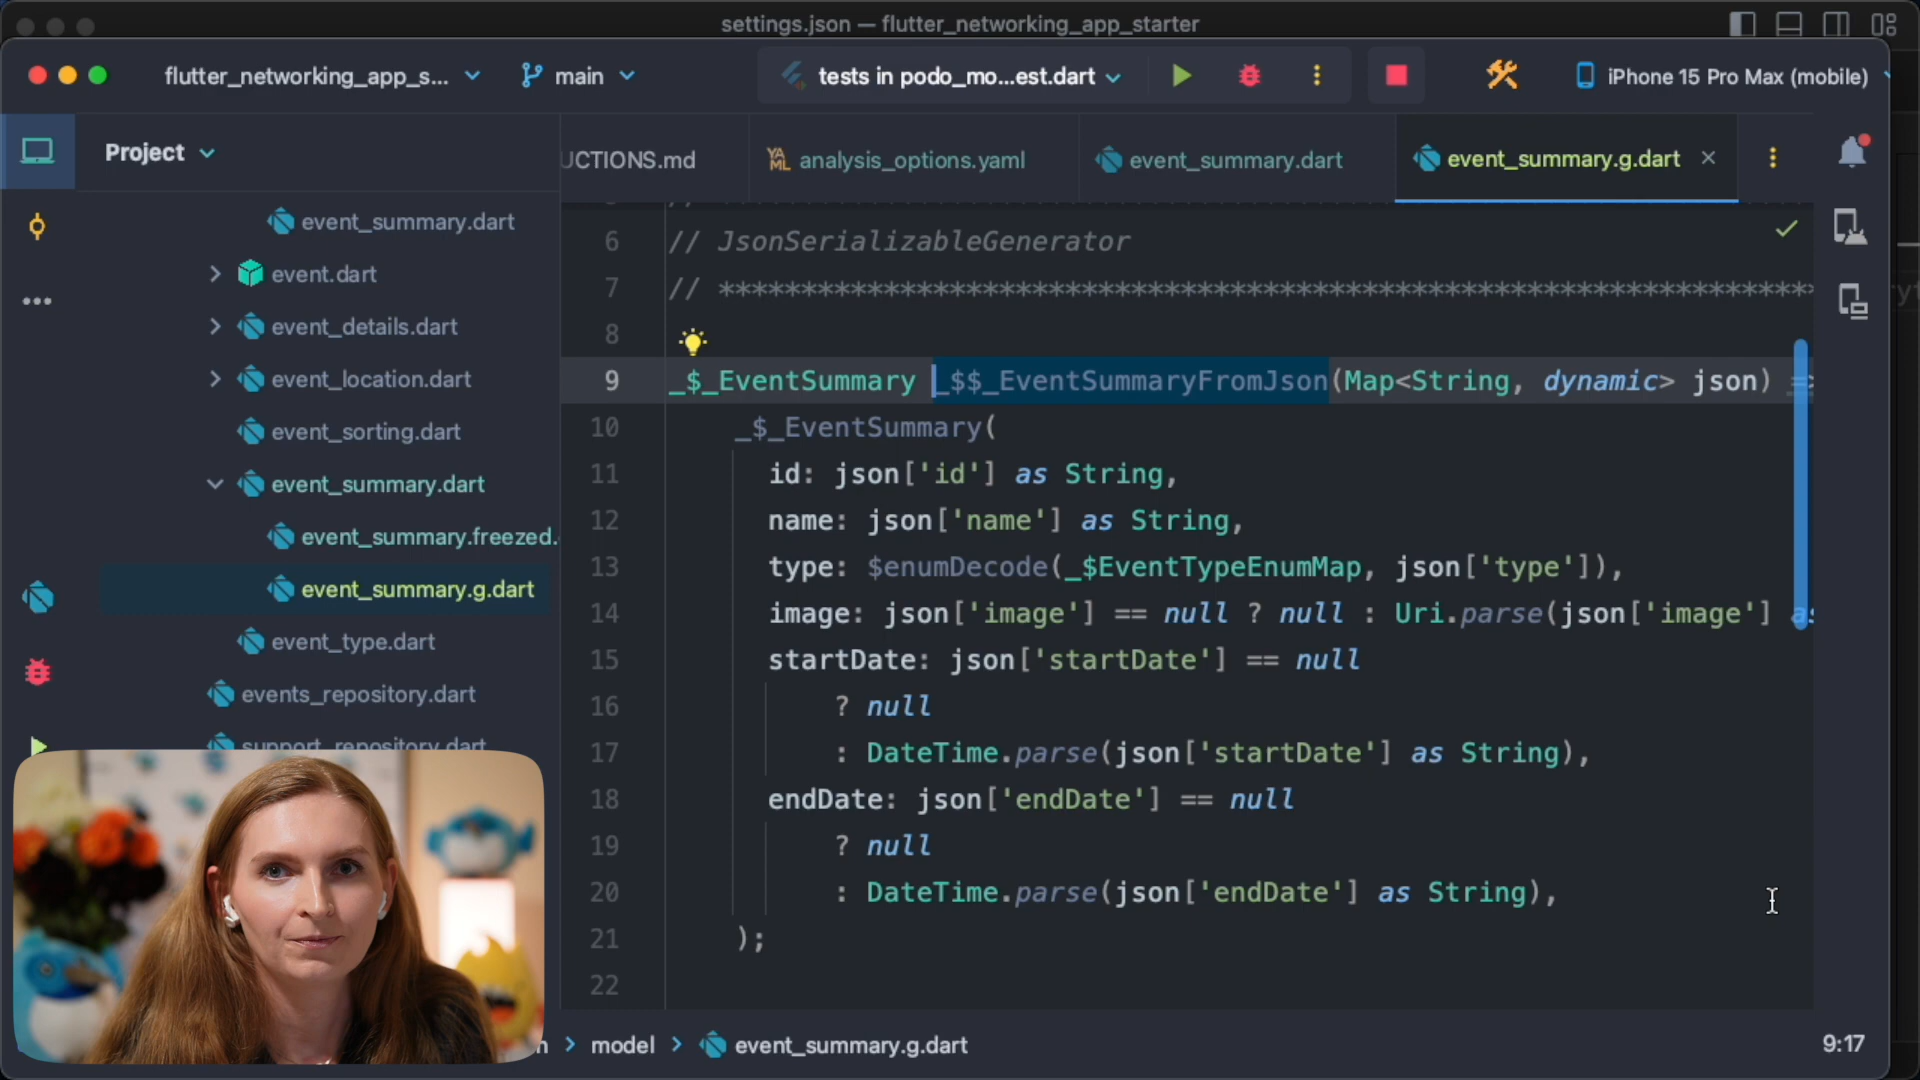 settings.json — flutter_networking_app_starter
flutter_networking_app_s...
main
tests in podo_mo...est.dart
iPhone 15 Pro Max (mobile)
Project
UCTIONS.md
analysis_options.yaml
event_summary.dart
event_summary.g.dart
event_summary.dart
event.dart
event_details.dart
event_location.dart
event_sorting.dart
event_summary.dart
event_summary.freezed.
event_summary.g.dart
event_type.dart
events_repository.dart
support_repository.dart
6 // JsonSerializableGenerator
7 // ******************************************************************
8
9 _$_EventSummary _$$_EventSummaryFromJson(Map<String, dynamic> json) =>
10 _$_EventSummary(
11 id: json['id'] as String,
12 name: json['name'] as String,
13 type: $enumDecode(_$EventTypeEnumMap, json['type']),
14 image: json['image'] == null ? null : Uri.parse(json['image'] as
15 startDate: json['startDate'] == null
16 ? null
17 : DateTime.parse(json['startDate'] as String),
18 endDate: json['endDate'] == null
19 ? null
20 : DateTime.parse(json['endDate'] as String),
21 );
22
n > model > event_summary.g.dart
9:17